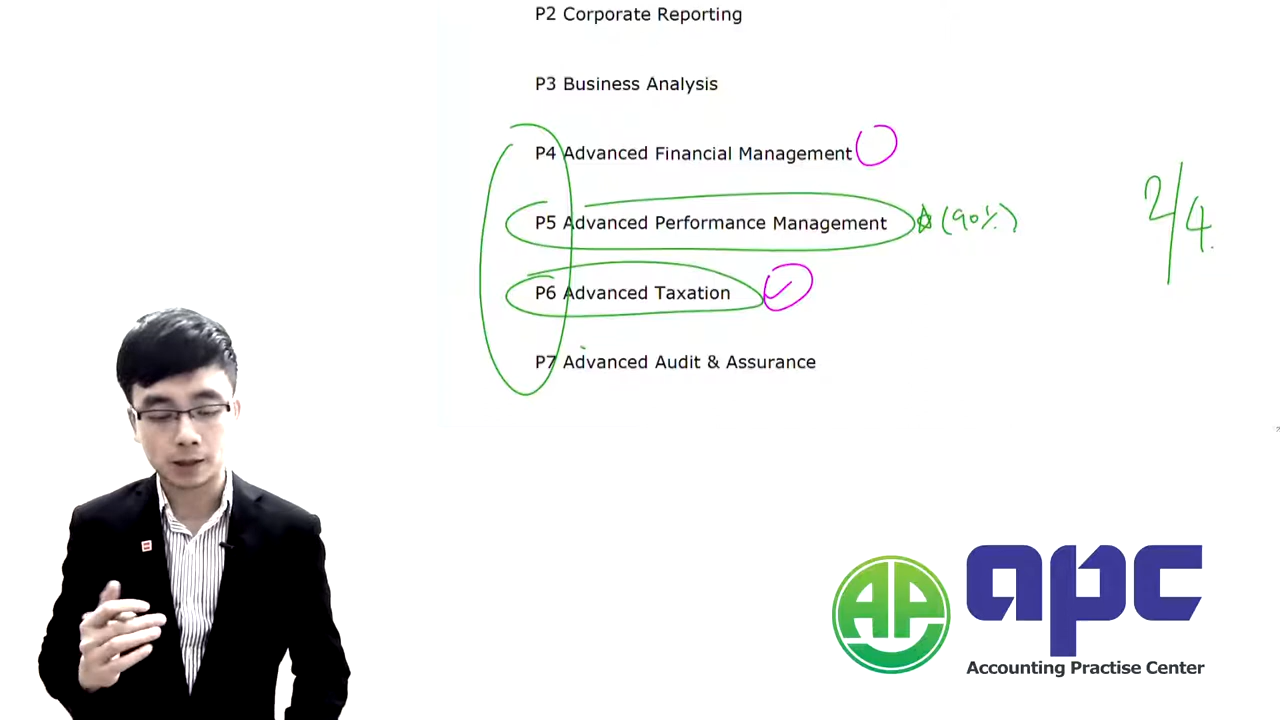 P2 Corporate Reporting
P3 Business Analysis
P4 Advanced Financial Management
P5 Advanced Performance Management ☆(90%)
2/4
P6 Advanced Taxation ✓
P7 Advanced Audit & Assurance
AP
apc
Accounting Practise Center